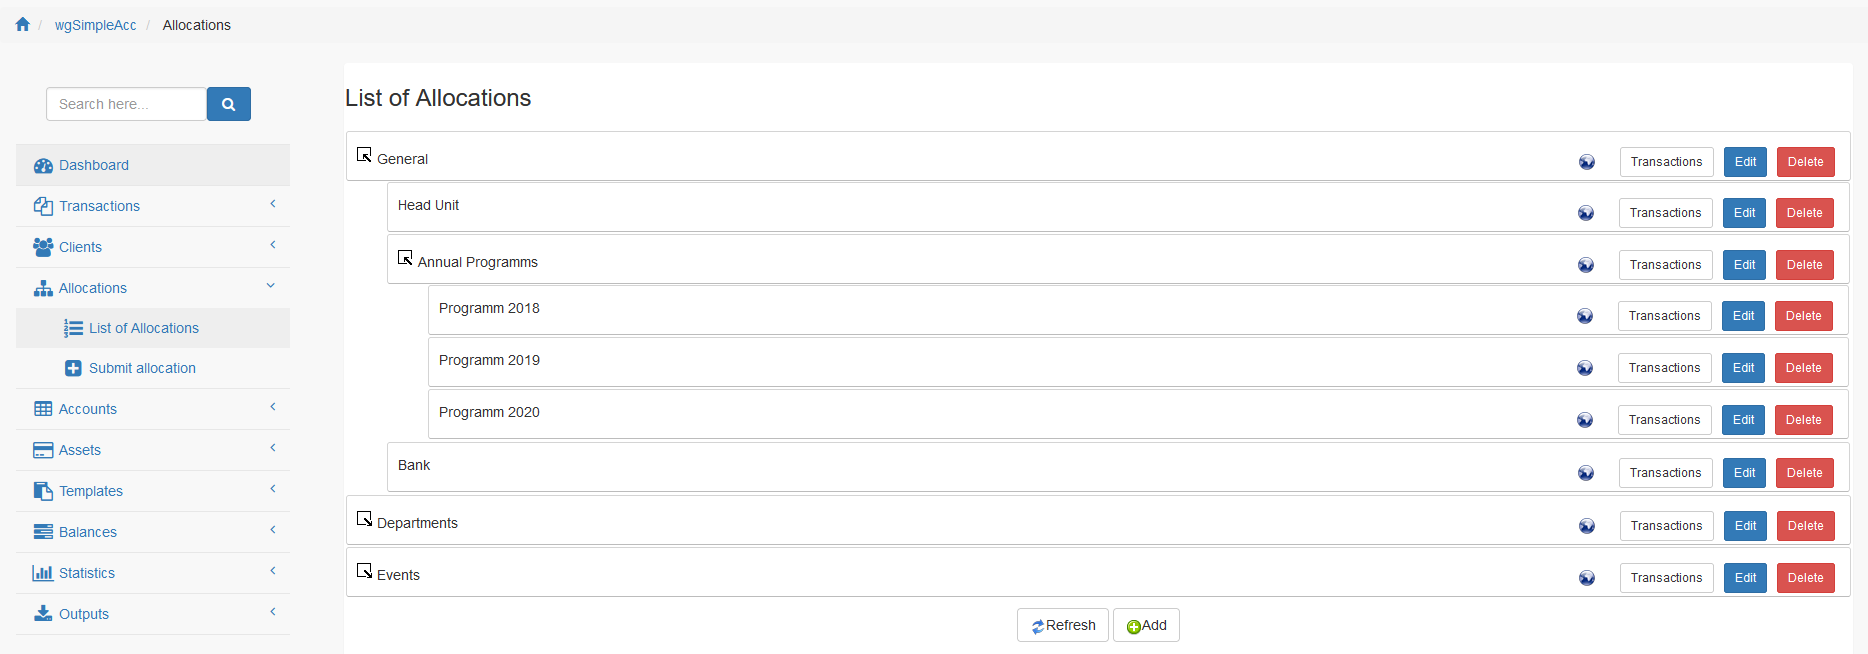 / wgSimpleAcc / Allocations
Search here...
Dashboard
Transactions
Clients
Allocations
List of Allocations
Submit allocation
Accounts
Assets
Templates
Balances
Statistics
Outputs
List of Allocations
General Transactions Edit Delete
Head Unit Transactions Edit Delete
Annual Programms Transactions Edit Delete
Programm 2018 Transactions Edit Delete
Programm 2019 Transactions Edit Delete
Programm 2020 Transactions Edit Delete
Bank Transactions Edit Delete
Departments Transactions Edit Delete
Events Transactions Edit Delete
Refresh Add